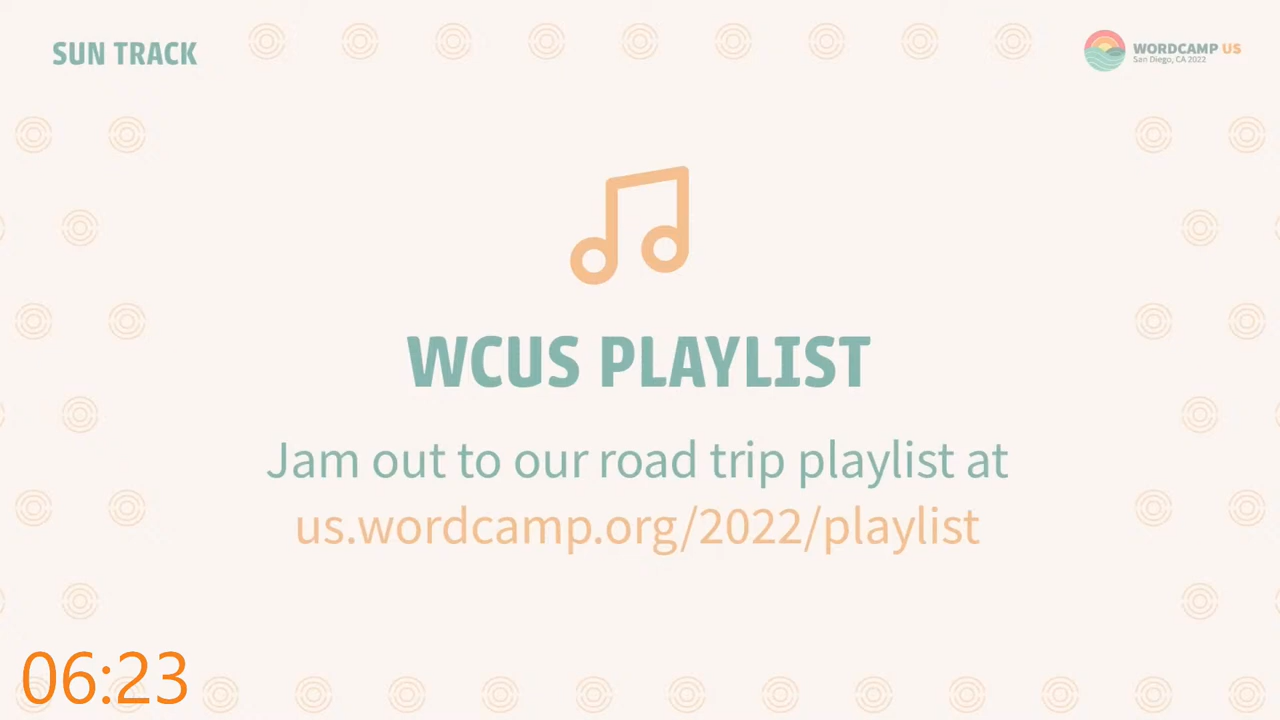 SUN TRACK
WORDCAMP US
San Diego, CA 2022
WCUS PLAYLIST
Jam out to our road trip playlist at
us.wordcamp.org/2022/playlist
06:23